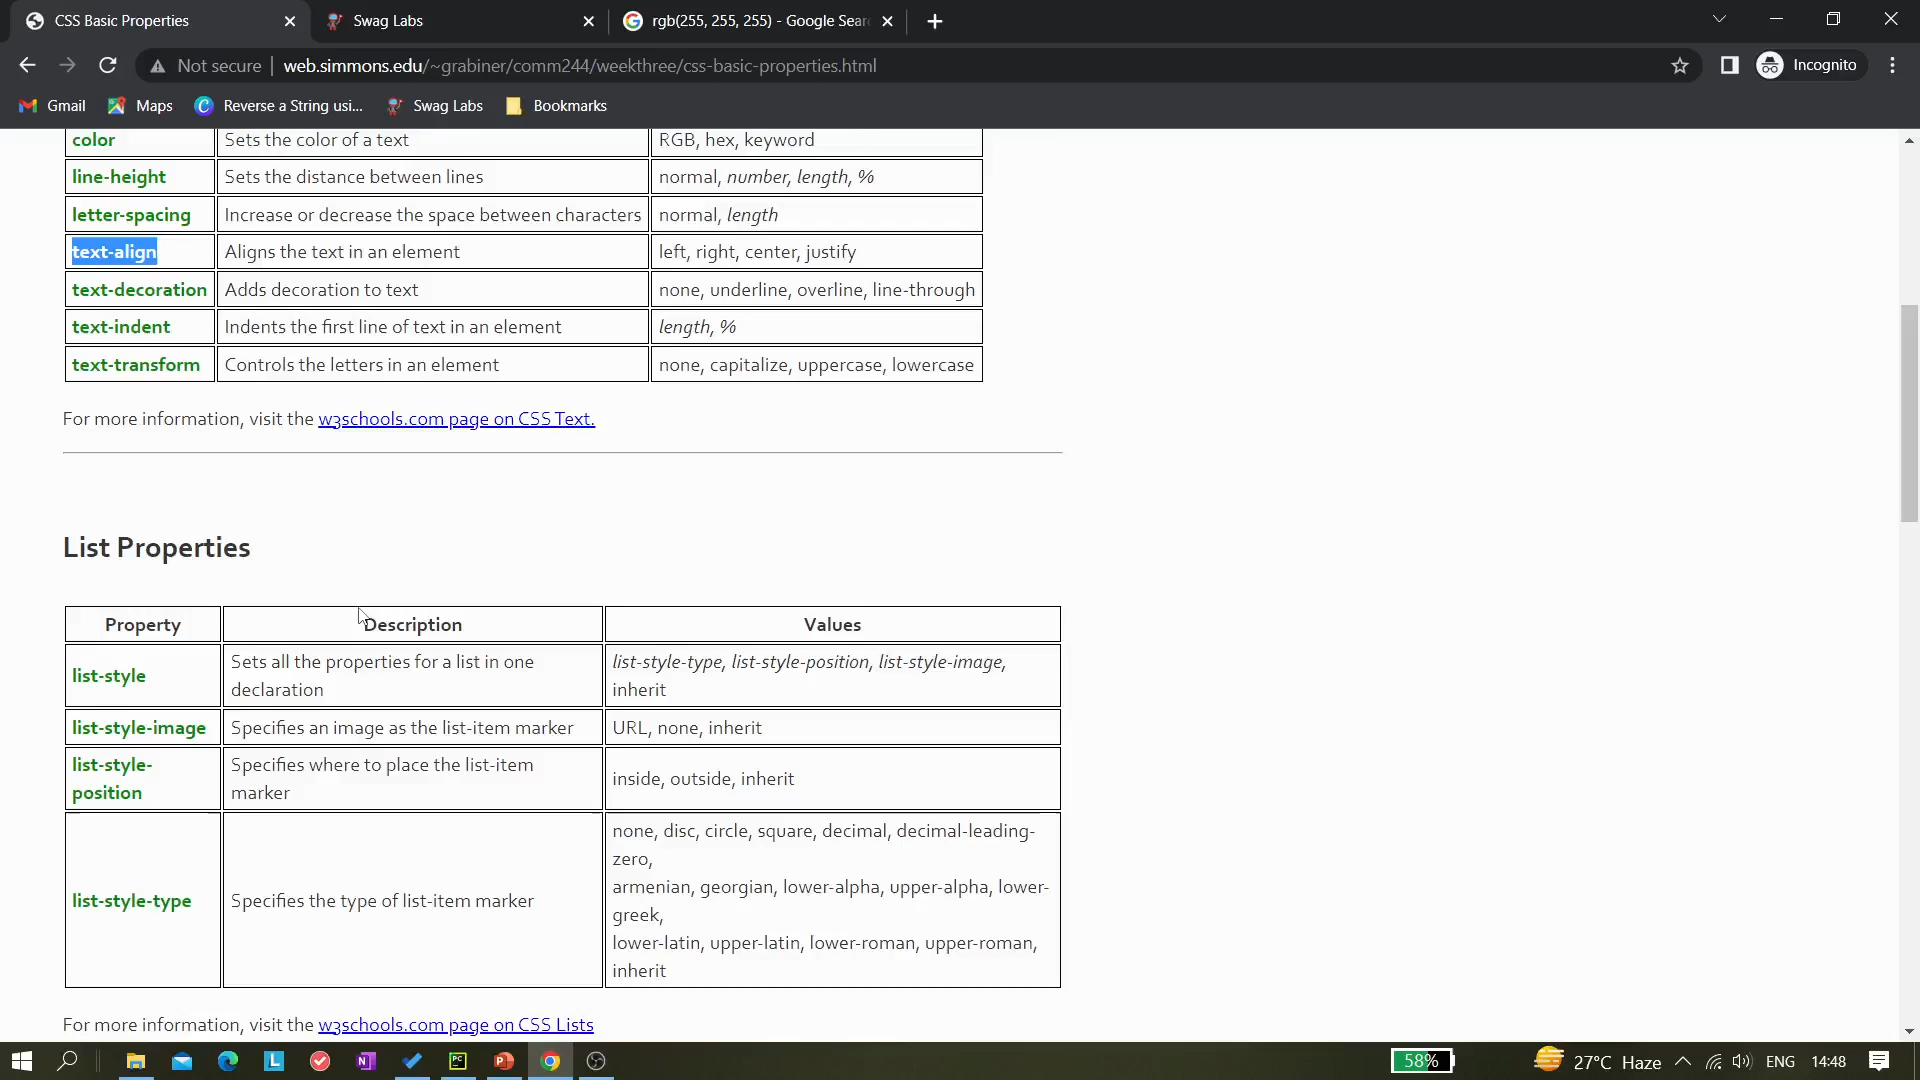 CSS Basic Properties
Swag Labs
rgb(255, 255, 255) - Google Sear
Not secure
web.simmons.edu/~grabiner/comm244/weekthree/css-basic-properties.html
Incognito
Gmail
Maps
Reverse a String usi...
Swag Labs
Bookmarks
color Sets the color of a text RGB, hex, keyword
line-height Sets the distance between lines normal, number, length, %
letter-spacing Increase or decrease the space between characters normal, length
text-align Aligns the text in an element left, right, center, justify
text-decoration Adds decoration to text none, underline, overline, line-through
text-indent Indents the first line of text in an element length, %
text-transform Controls the letters in an element none, capitalize, uppercase, lowercase
For more information, visit the w3schools.com page on CSS Text.
List Properties
Property Description Values
list-style
Sets all the properties for a list in one
declaration
list-style-type, list-style-position, list-style-image,
inherit
list-style-image Specifies an image as the list-item marker URL, none, inherit
list-style-
position
Specifies where to place the list-item
marker
inside, outside, inherit
list-style-type
Specifies the type of list-item marker
none, disc, circle, square, decimal, decimal-leading-
zero,
armenian, georgian, lower-alpha, upper-alpha, lower-
greek,
lower-latin, upper-latin, lower-roman, upper-roman,
inherit
For more information, visit the w3schools.com page on CSS Lists
58%
27°C Haze
ENG
14:48